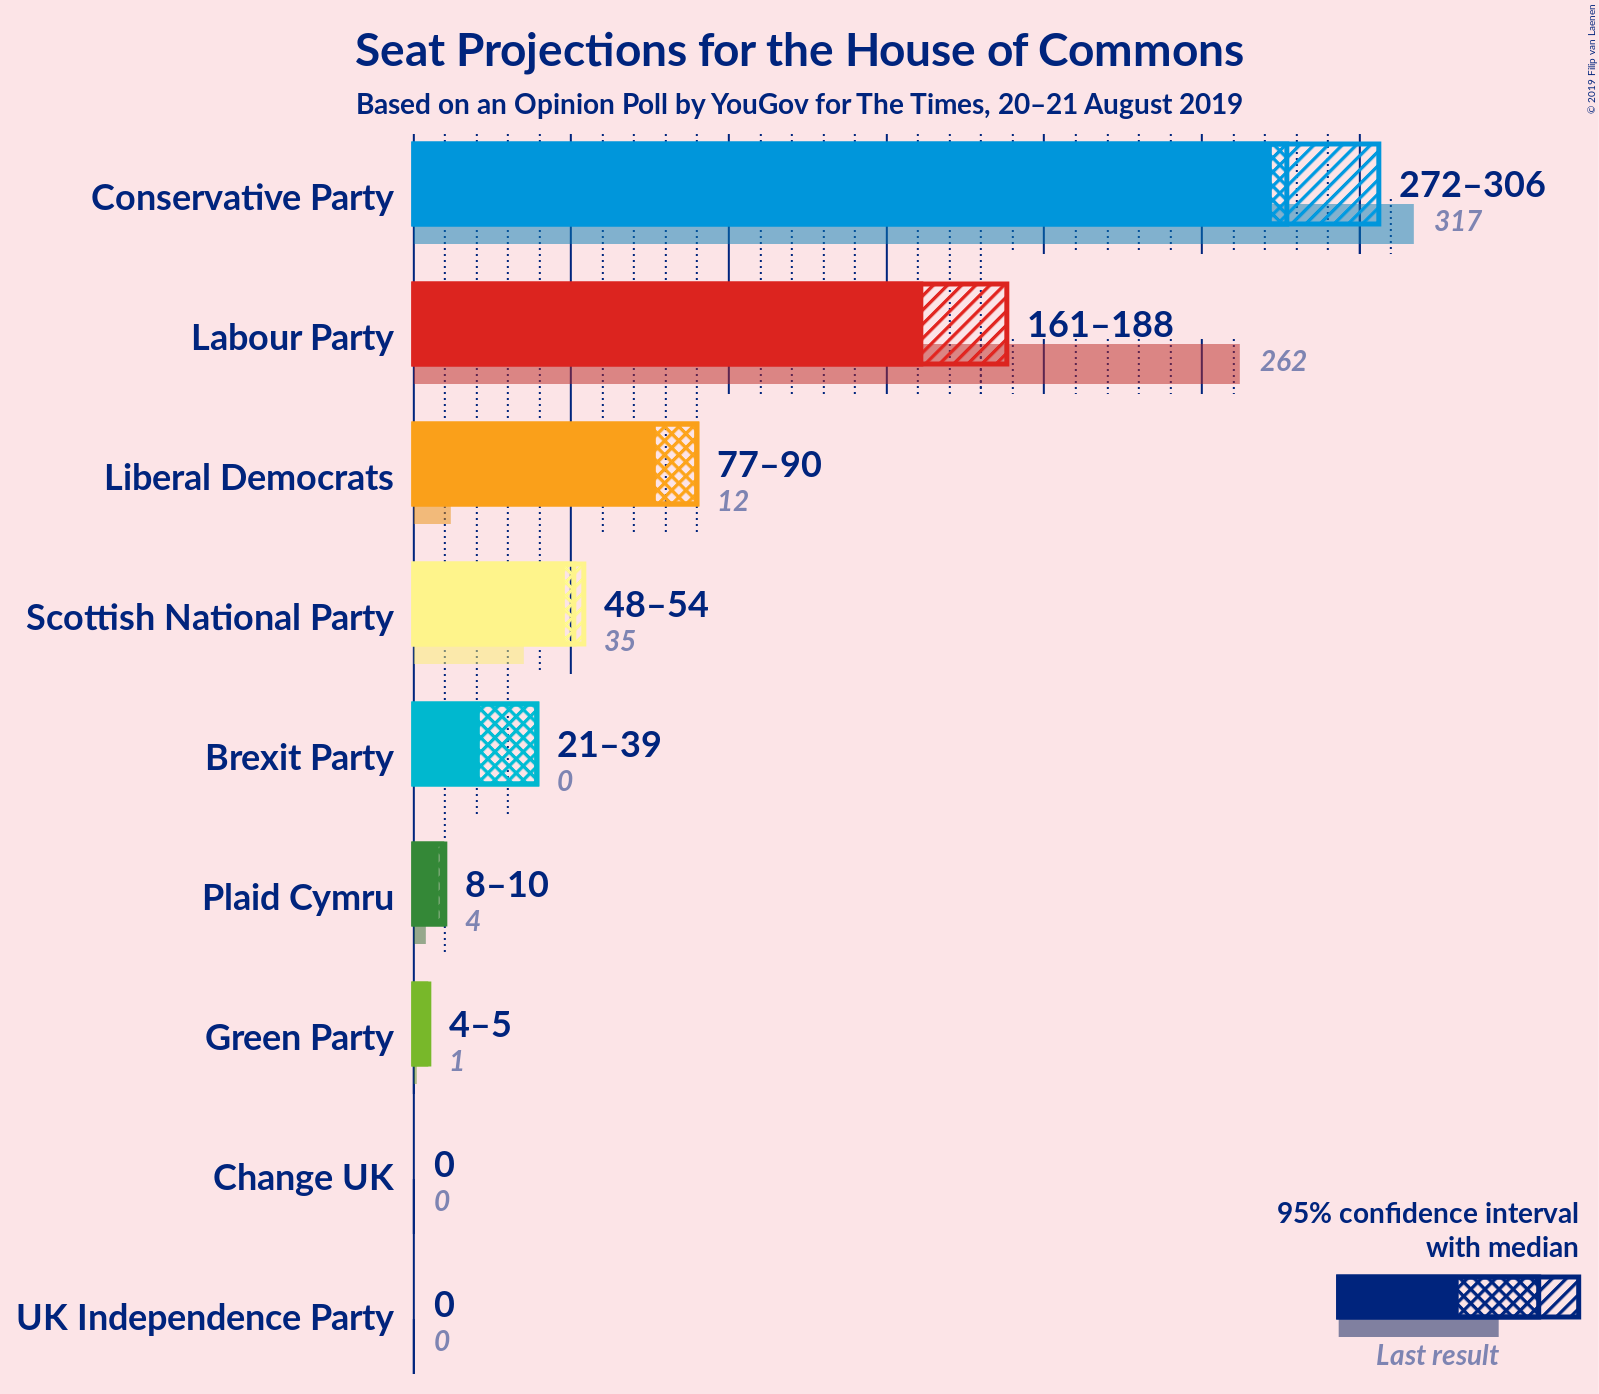 Seat Projections for the House of Commons
Based on an Opinion Poll by YouGov for The Times, 20–21 August 2019
© 2019 Filip van Laenen
Conservative Party
272–306
317
Labour Party
161–188
262
Liberal Democrats
77–90
12
Scottish National Party
48–54
35
Brexit Party
21–39
0
Plaid Cymru
8–10
4
Green Party
4–5
1
Change UK
0
0
UK Independence Party
0
0
95% confidence interval
with median
Last result